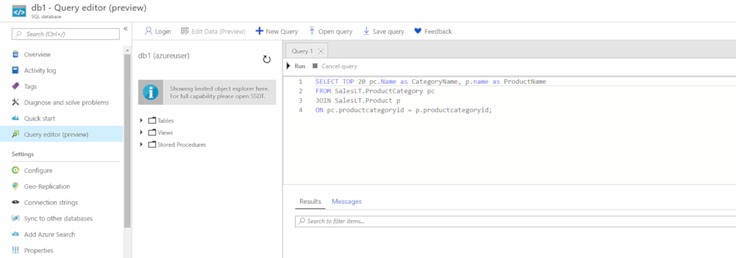 db1 - Query editor (preview)
SQL database
Search (Ctrl+/)
Overview
Activity log
Tags
Diagnose and solve problems
Quick start
Query editor (preview)
Settings
Configure
Geo-Replication
Connection strings
Sync to other databases
Add Azure Search
Properties
Login
Edit Data (Preview)
New Query
Open query
Save query
Feedback
db1 (azureuser)
Showing limited object explorer here.
For full capability please open SSDT.
Tables
Views
Stored Procedures
Query 1
Run
Cancel query
1 SELECT TOP 20 pc.Name as CategoryName, p.name as ProductName
2 FROM SalesLT.ProductCategory pc
3 JOIN SalesLT.Product p
4 ON pc.productcategoryid = p.productcategoryid;
Results
Messages
Search to filter items...